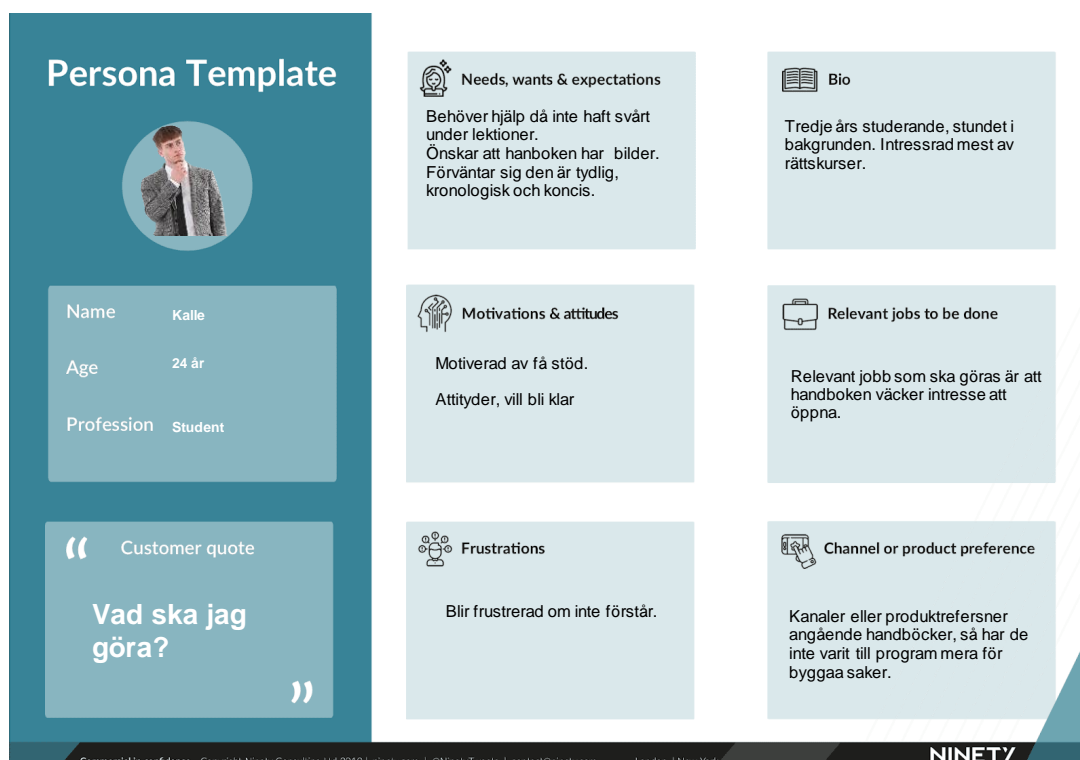 Persona Template
Name
Kalle
Age
24 år
Profession
Student
Customer quote
Vad ska jag
göra?
Needs, wants & expectations
Behöver hjälp då inte haft svårt
under lektioner.
Önskar att hanboken har bilder.
Förväntar sig den är tydlig,
kronologisk och koncis.
Bio
Tredje års studerande, stundet i
bakgrunden. Intressrad mest av
rättskurser.
Motivations & attitudes
Motiverad av få stöd.
Attityder, vill bli klar
Relevant jobs to be done
Relevant jobb som ska göras är att
handboken väcker intresse att
öppna.
Frustrations
Blir frustrerad om inte förstår.
Channel or product preference
Kanaler eller produktrefersner
angående handböcker, så har de
inte varit till program mera för
byggaa saker.
NINETY